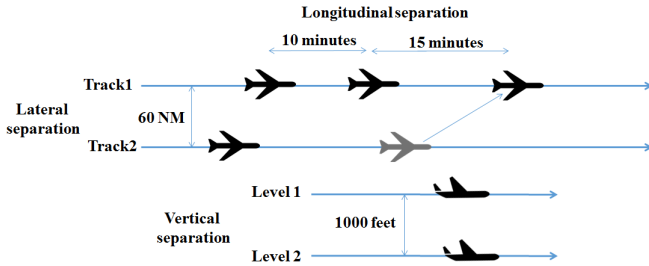 Longitudinal separation
10 minutes
15 minutes
Track1
Lateral
separation
60 NM
Track2
Level 1
Vertical
separation
1000 feet
Level 2